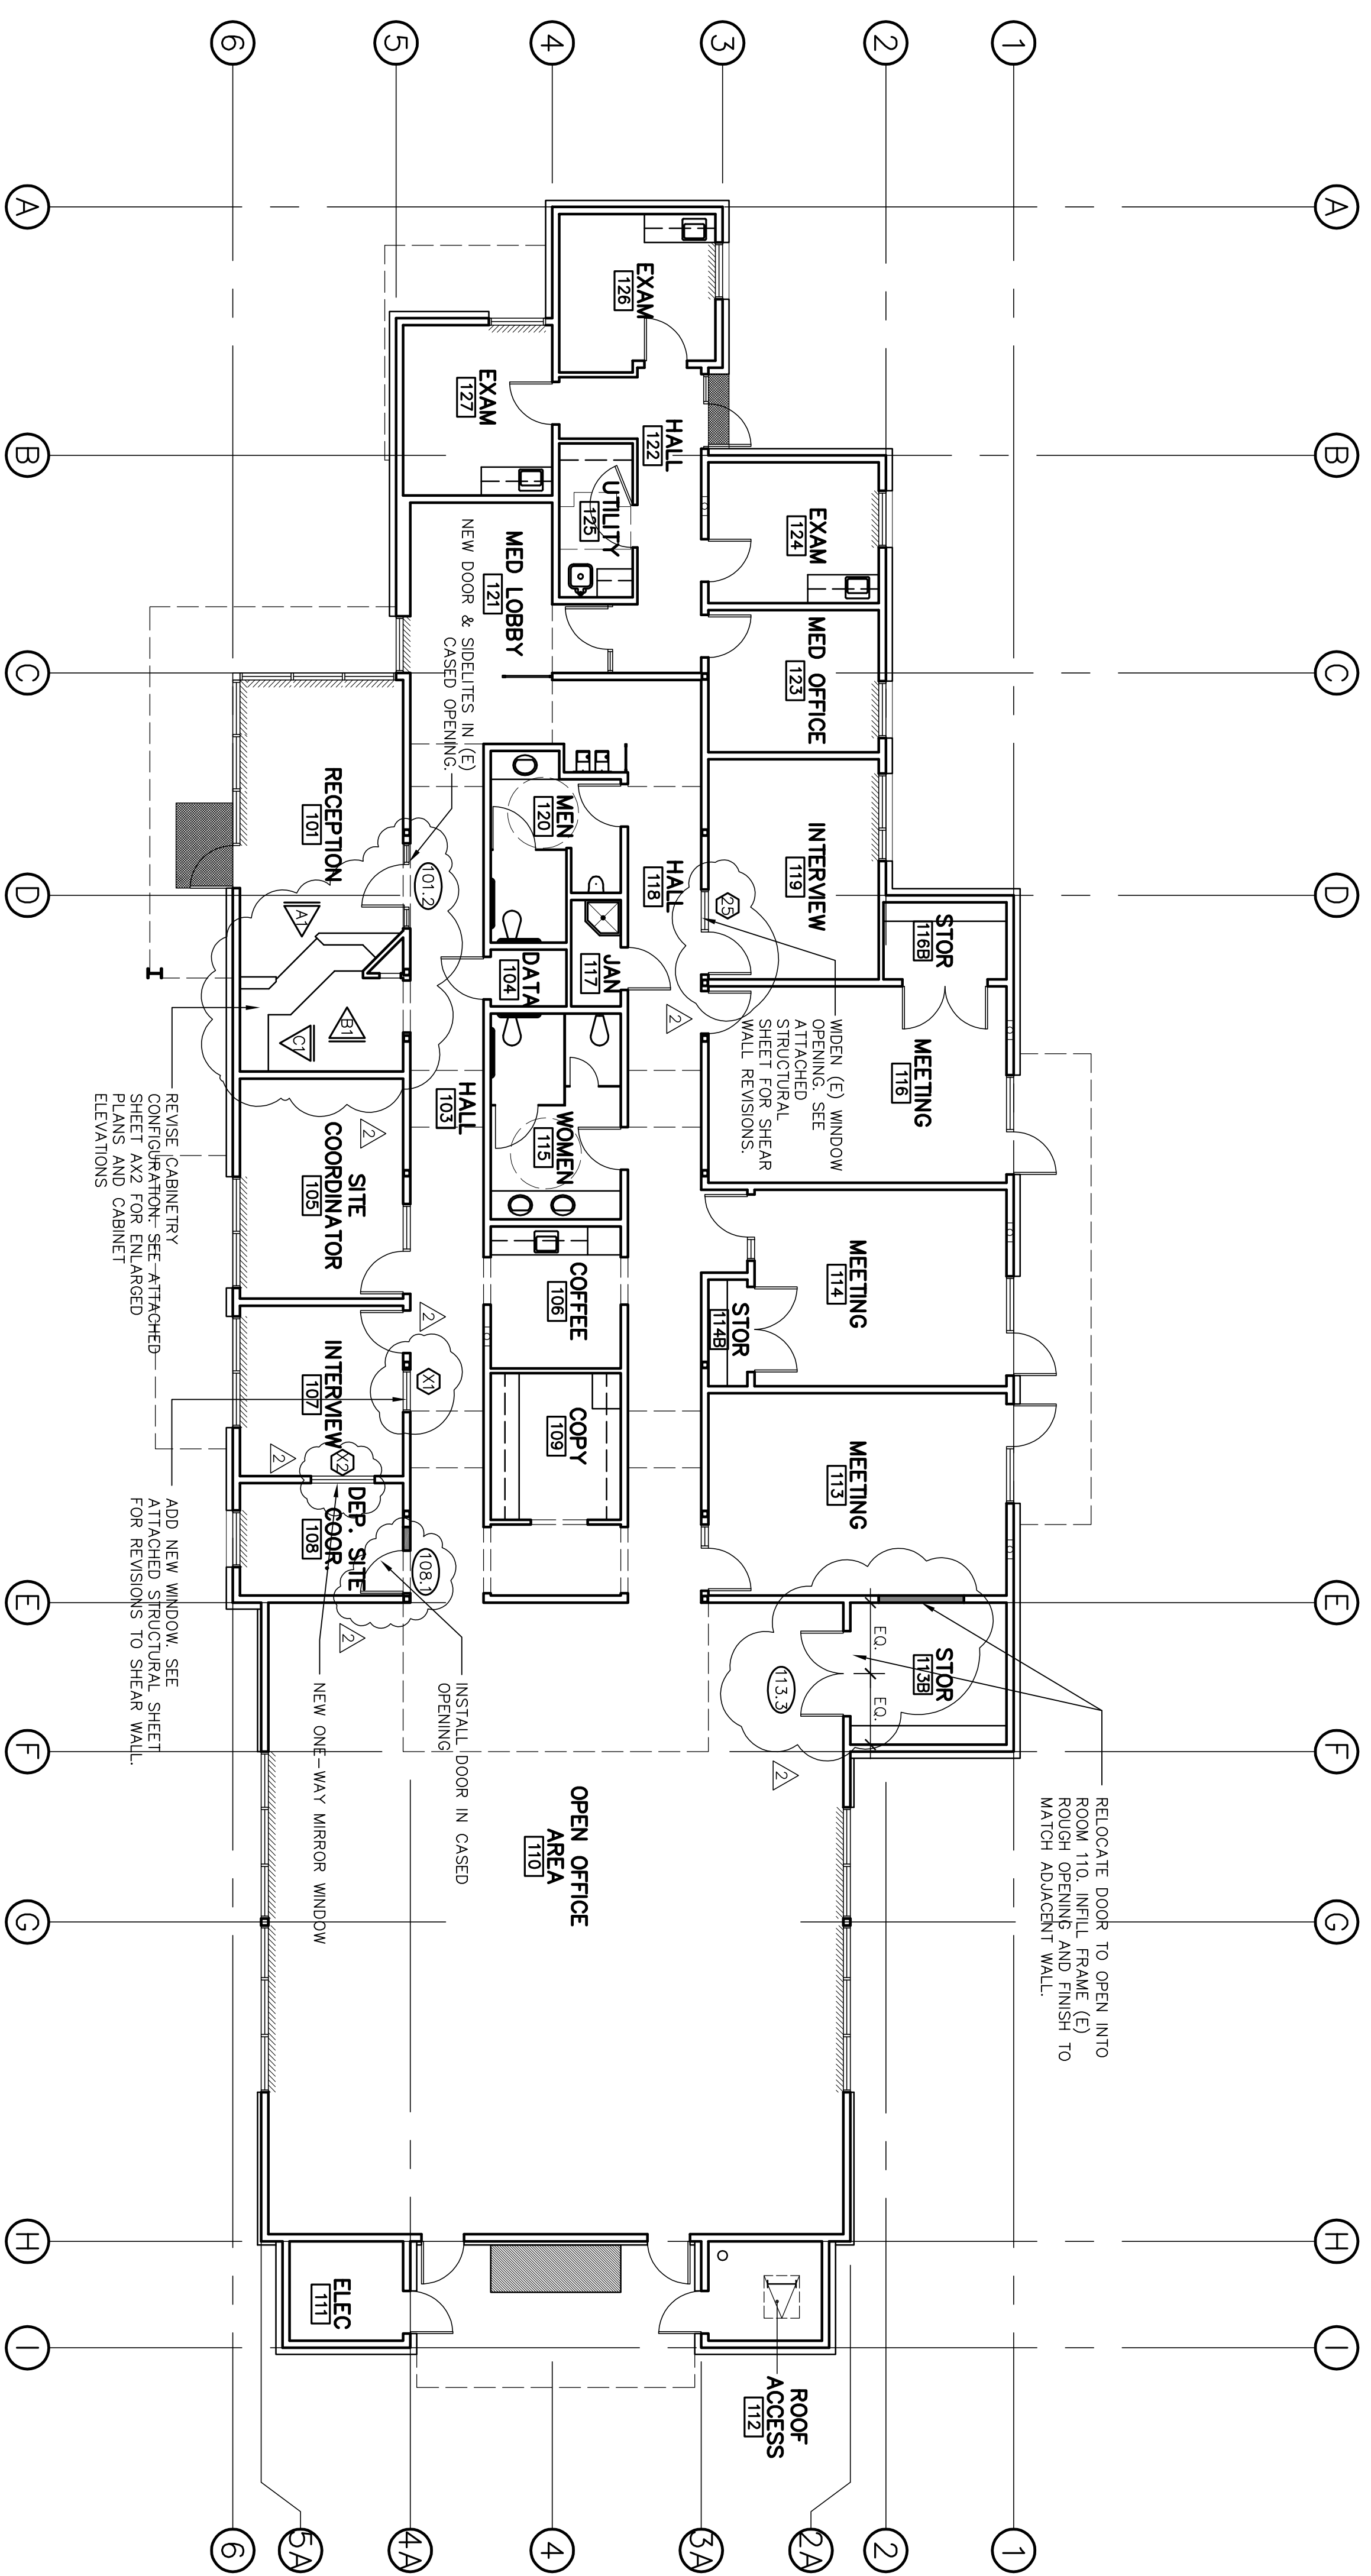 A
B
C
D
E
F
G
H
I
1
2
3
4
5
6
STOR
116B
MEETING
116
MEETING
114
MEETING
113
STOR
113B
EQ.
EQ.
113.3
2
RELOCATE DOOR TO OPEN INTO
ROOM 110. INFILL FRAME (E)
ROUGH OPENING AND FINISH TO
MATCH ADJACENT WALL.
EXAM
124
MED OFFICE
123
INTERVIEW
119
WIDEN (E) WINDOW
OPENING. SEE
ATTACHED
STRUCTURAL
SHEET FOR SHEAR
WALL REVISIONS.
STOR
114B
25
2
ROOF
ACCESS
112
EXAM
126
HALL
122
UTILITY
125
HALL
118
MEN
120
JAN
117
DATA
104
WOMEN
115
COFFEE
106
COPY
109
OPEN OFFICE
AREA
110
EXAM
127
MED LOBBY
121
NEW DOOR & SIDELITES IN (E)
CASED OPENING.
101.2
HALL
103
2
X1
108.1
INSTALL DOOR IN CASED
OPENING
RECEPTION
101
A1
B1
C1
2
SITE
COORDINATOR
105
INTERVIEW
107
X2
2
DEP. SITE
COOR.
108
2
NEW ONE-WAY MIRROR WINDOW
ELEC
111
REVISE CABINETRY
CONFIGURATION. SEE ATTACHED
SHEET AX2 FOR ENLARGED
PLANS AND CABINET
ELEVATIONS
ADD NEW WINDOW. SEE
ATTACHED STRUCTURAL SHEET
FOR REVISIONS TO SHEAR WALL.
1
2
2A
3A
4
4A
5A
6
A
B
C
D
E
F
G
H
I